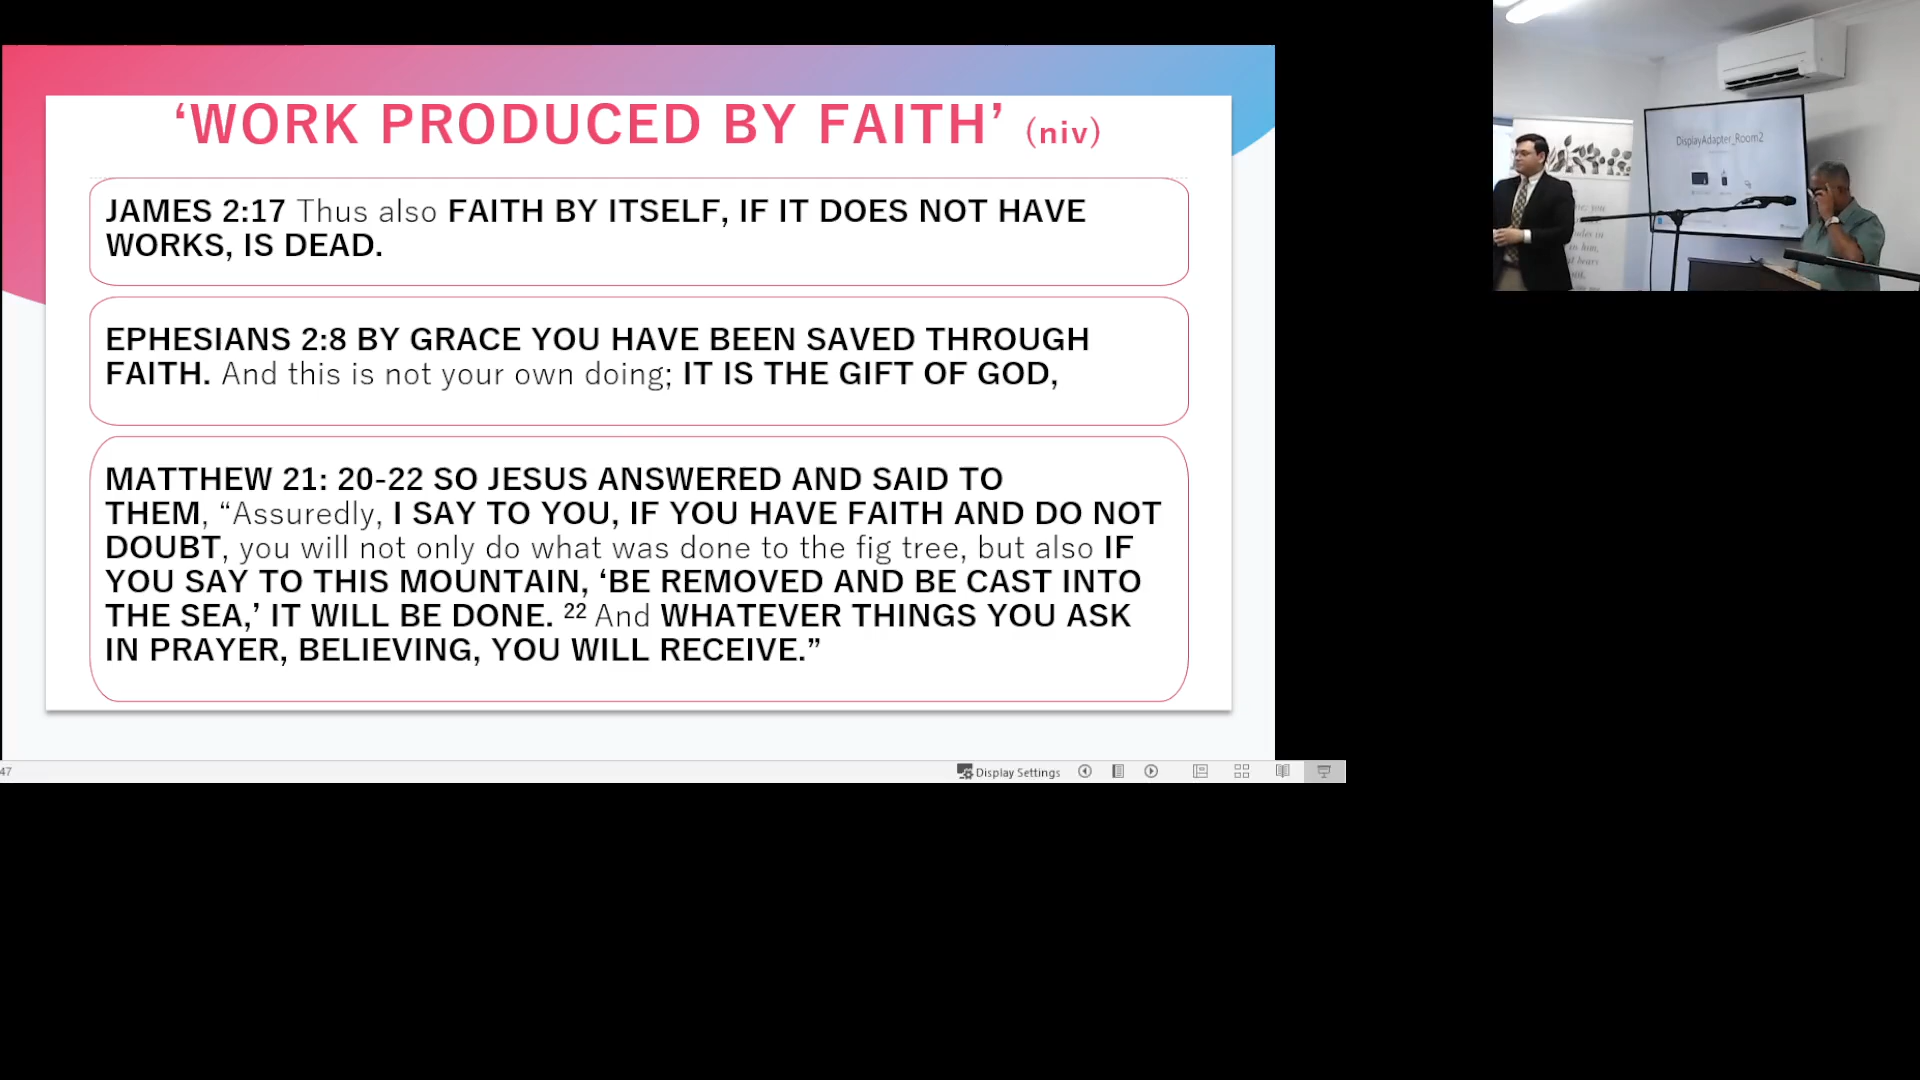 ‘WORK PRODUCED BY FAITH’ (niv)
JAMES 2:17 Thus also FAITH BY ITSELF, IF IT DOES NOT HAVE
WORKS, IS DEAD.
EPHESIANS 2:8 BY GRACE YOU HAVE BEEN SAVED THROUGH
FAITH. And this is not your own doing; IT IS THE GIFT OF GOD,
MATTHEW 21: 20-22 SO JESUS ANSWERED AND SAID TO
THEM, “Assuredly, I SAY TO YOU, IF YOU HAVE FAITH AND DO NOT
DOUBT, you will not only do what was done to the fig tree, but also IF
YOU SAY TO THIS MOUNTAIN, ‘BE REMOVED AND BE CAST INTO
THE SEA,’ IT WILL BE DONE. 22 And WHATEVER THINGS YOU ASK
IN PRAYER, BELIEVING, YOU WILL RECEIVE.”
47
Display Settings
DisplayAdapter_Room2